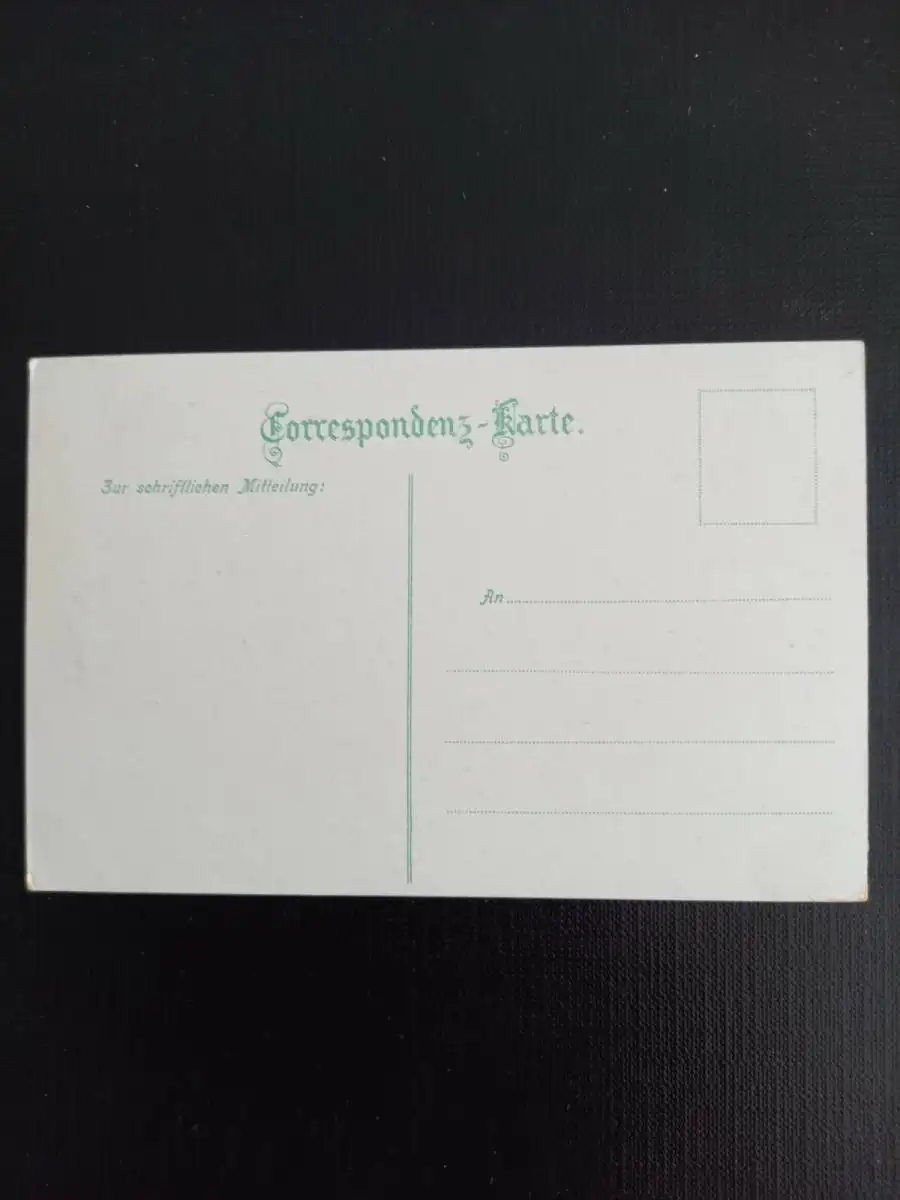 Correspondenz-Karte.
Zur schriftlichen Mitteilung:
An